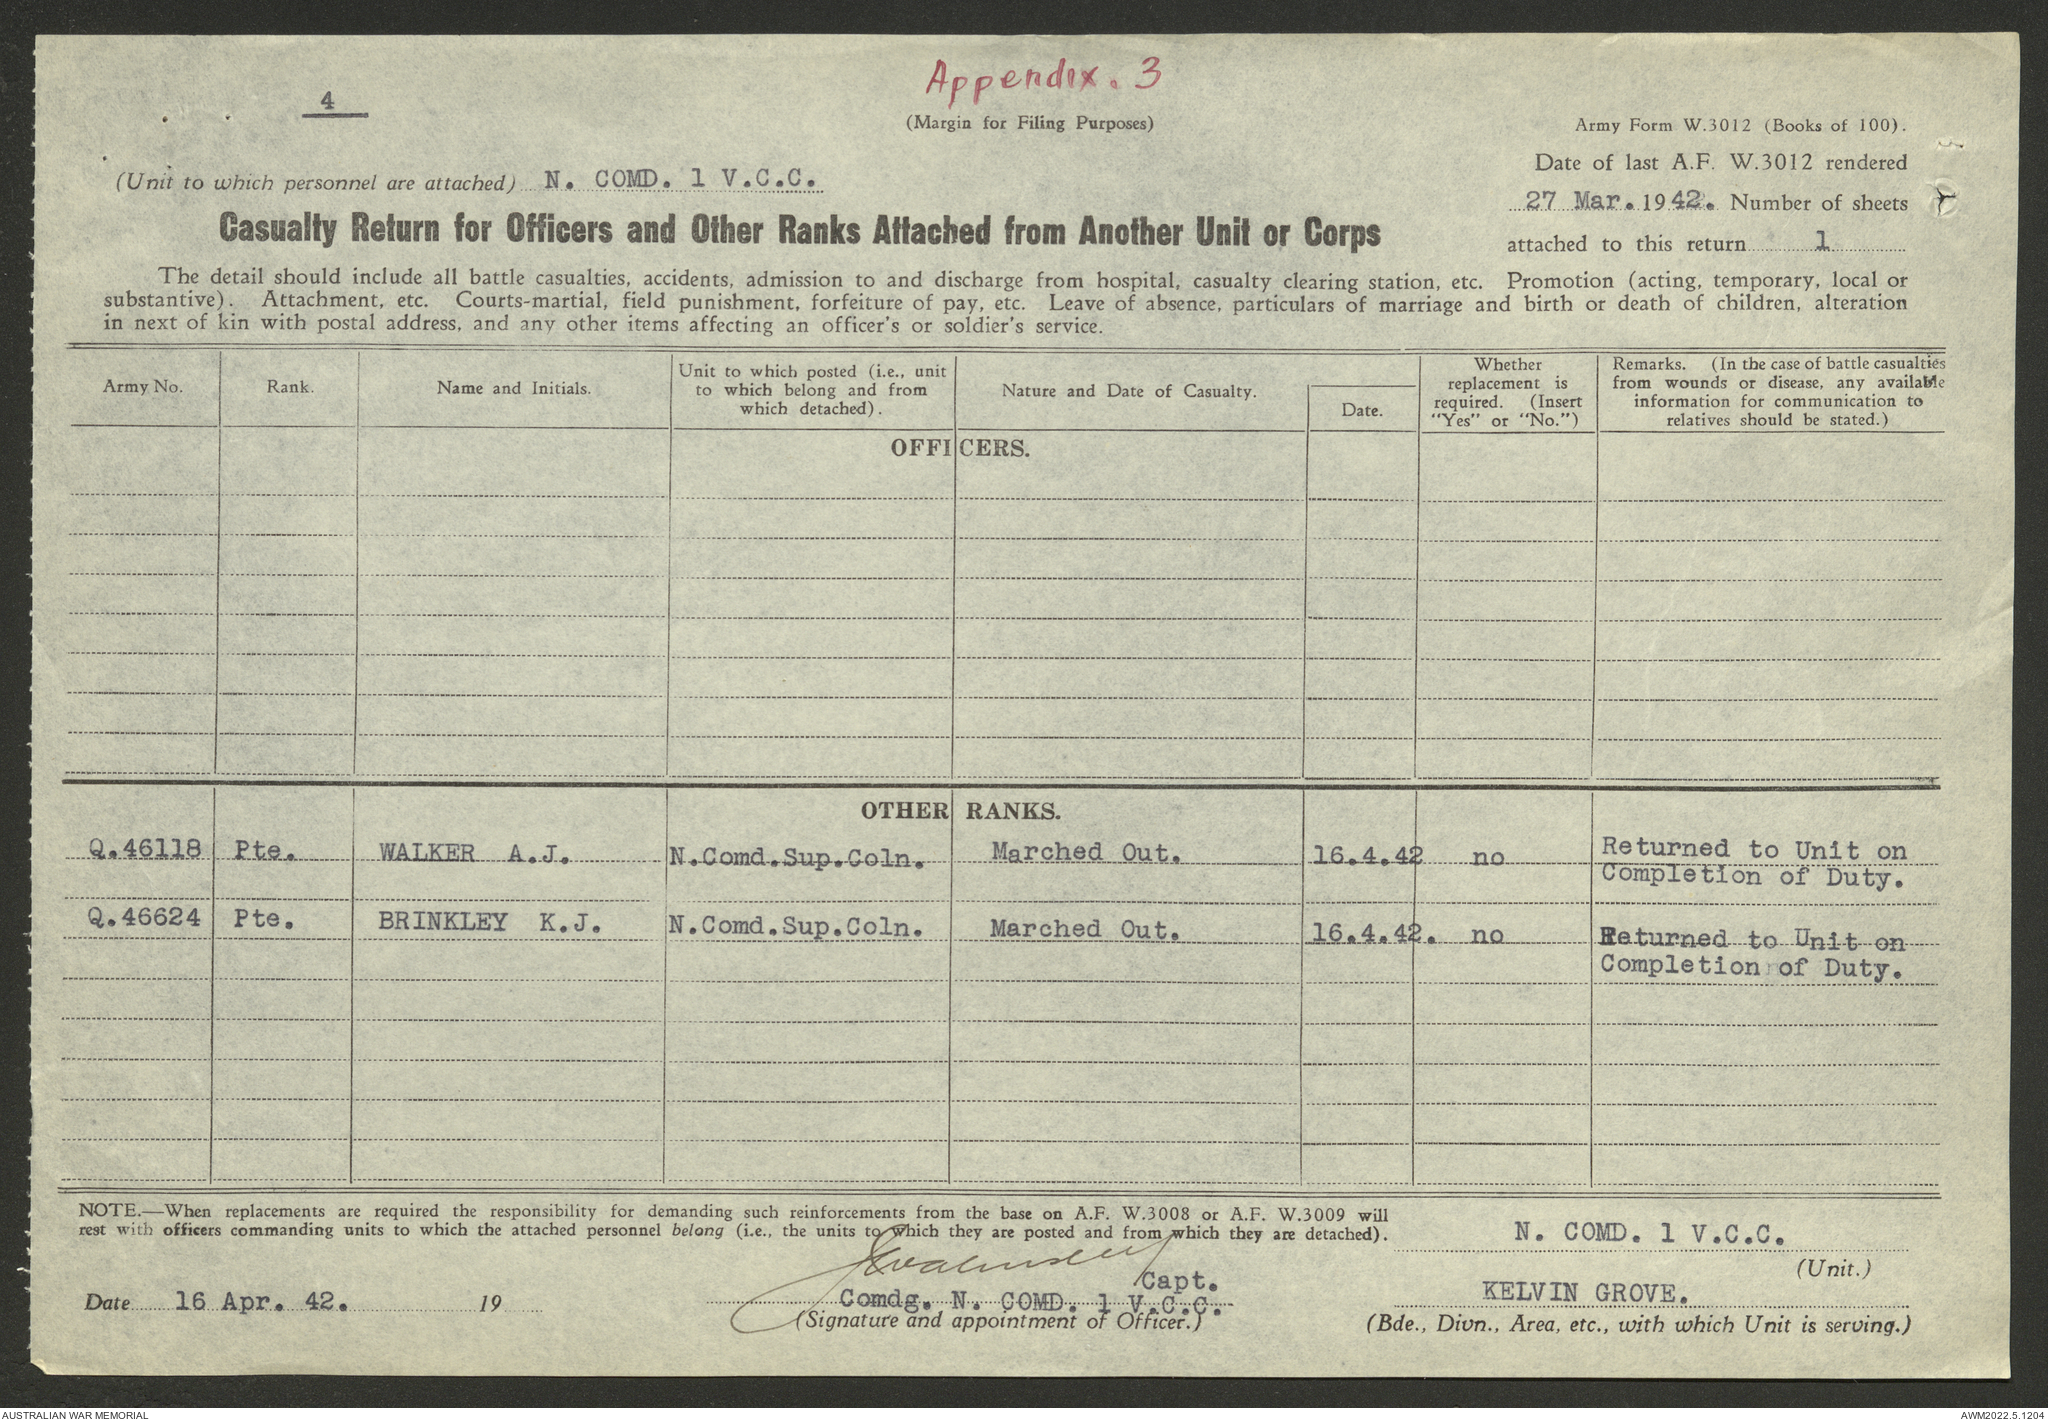 Appendix. 3
4
(Margin for Filing Purposes)
Army Form W.3012 (Books of 100).
Date of last A.F. W.3012 rendered
(Unit to which personnel are attached) N. COMD. 1 V.C.C.
27 Mar. 1942. Number of sheets
Casualty Return for Officers and Other Ranks Attached from Another Unit or Corps
attached to this return 1
The detail should include all battle casualties, accidents, admission to and discharge from hospital, casualty clearing station, etc. Promotion (acting, temporary, local or
substantive). Attachment, etc. Courts-martial, field punishment, forfeiture of pay, etc. Leave of absence, particulars of marriage and birth or death of children, alteration
in next of kin with postal address, and any other items affecting an officer's or soldier's service.
Army No.
Rank.
Name and Initials.
Unit to which posted (i.e., unit
to which belong and from
which detached).
Nature and Date of Casualty.
Date.
Whether
replacement is
required. (Insert
"Yes" or "No.")
Remarks. (In the case of battle casualties
from wounds or disease, any available
information for communication to
relatives should be stated.)
OFFICERS.
OTHER RANKS.
Q.46118 Pte. WALKER A.J. N.Comd.Sup.Coln. Marched Out. 16.4.42 no Returned to Unit on
Completion of Duty.
Q.46624 Pte. BRINKLEY K.J. N.Comd.Sup.Coln. Marched Out. 16.4.42. no Returned to Unit on
Completion of Duty.
NOTE.—When replacements are required the responsibility for demanding such reinforcements from the base on A.F. W.3008 or A.F. W.3009 will
rest with officers commanding units to which the attached personnel belong (i.e., the units to which they are posted and from which they are detached).
N. COMD. 1 V.C.C.
(Unit.)
Capt.
KELVIN GROVE.
Date 16 Apr. 42. 19
Comdg. N. COMD. 1 V.C.C.
(Signature and appointment of Officer.)
(Bde., Divn., Area, etc., with which Unit is serving.)
AUSTRALIAN WAR MEMORIAL
AWM2022.5.1204